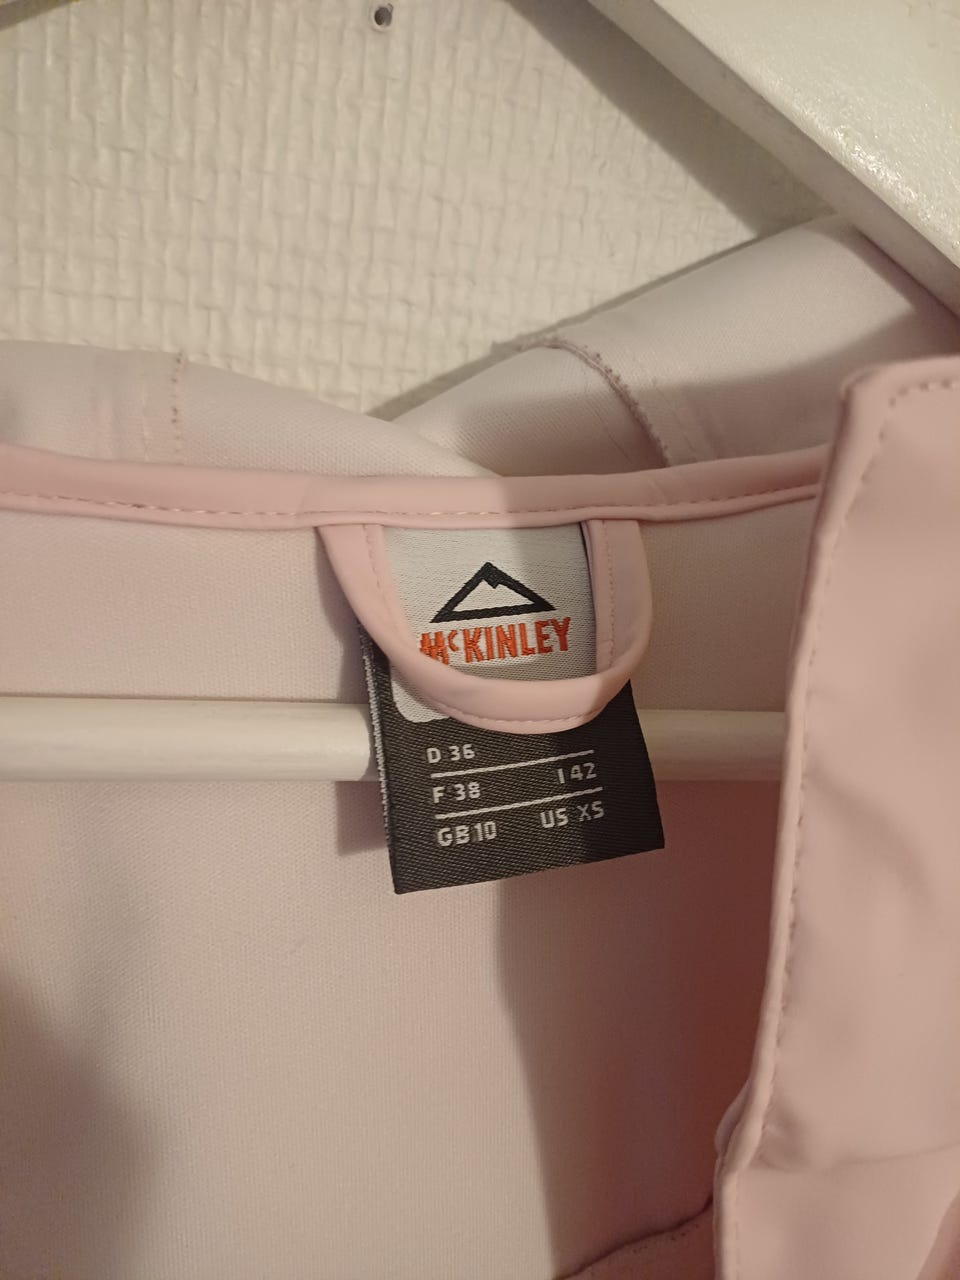 McKINLEY
D 36
F 38 I 42
GB 10 US XS